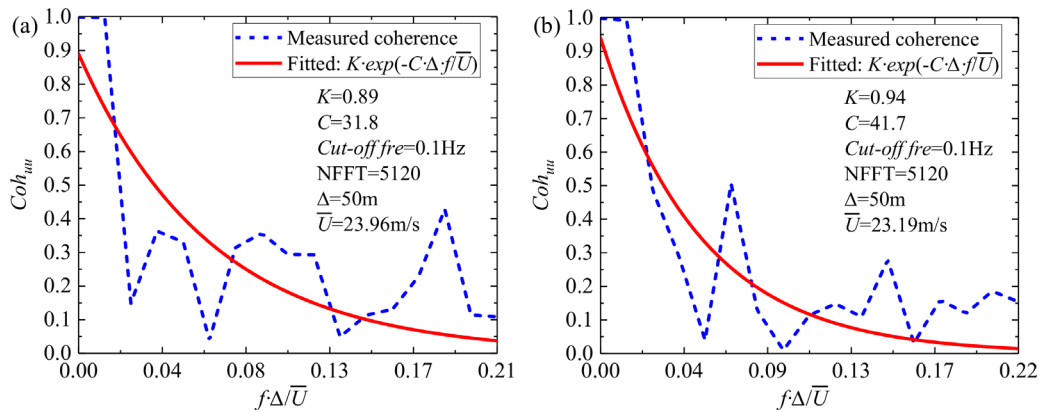 (a)
Measured coherence
Fitted: K·exp(-C·Δ·f/U̅)
K=0.89
C=31.8
Cut-off fre=0.1Hz
NFFT=5120
Δ=50m
U̅=23.96m/s
Coh_uu
1.0
0.9
0.8
0.7
0.6
0.5
0.4
0.3
0.2
0.1
0.0
0.00 0.04 0.08 0.13 0.17 0.21
f·Δ/U̅
(b)
Measured coherence
Fitted: K·exp(-C·Δ·f/U̅)
K=0.94
C=41.7
Cut-off fre=0.1Hz
NFFT=5120
Δ=50m
U̅=23.19m/s
Coh_uu
1.0
0.9
0.8
0.7
0.6
0.5
0.4
0.3
0.2
0.1
0.0
0.00 0.04 0.09 0.13 0.17 0.22
f·Δ/U̅